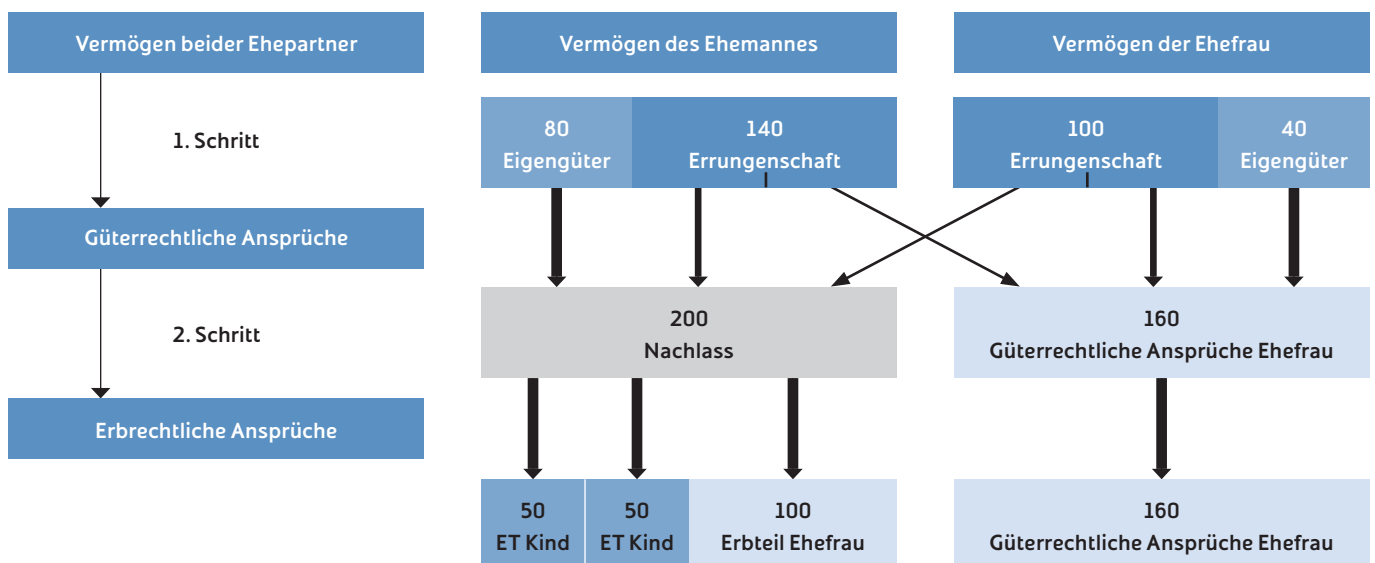 Vermögen beider Ehepartner
1. Schritt
Güterrechtliche Ansprüche
2. Schritt
Erbrechtliche Ansprüche
Vermögen des Ehemannes
Vermögen der Ehefrau
80
Eigengüter
140
Errungenschaft
100
Errungenschaft
40
Eigengüter
200
Nachlass
160
Güterrechtliche Ansprüche Ehefrau
50
ET Kind
50
ET Kind
100
Erbteil Ehefrau
160
Güterrechtliche Ansprüche Ehefrau